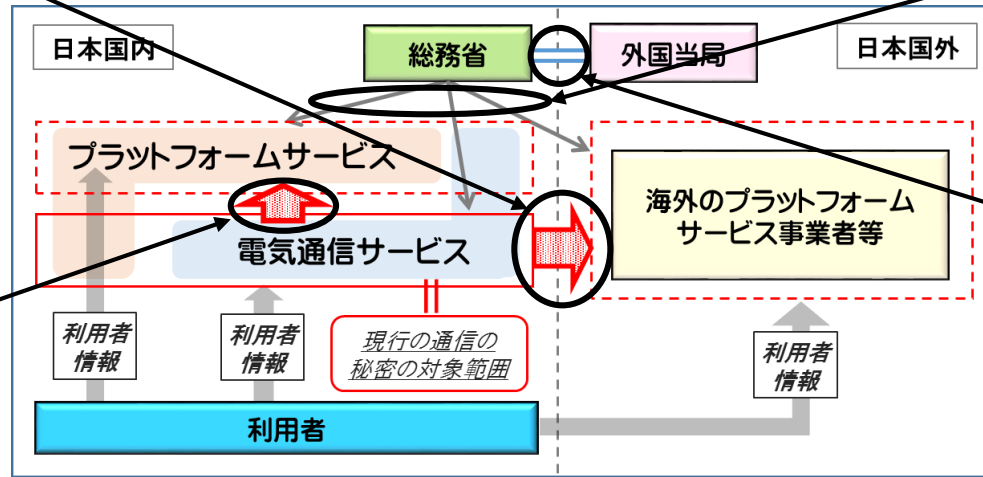 日本国内
総務省
外国当局
日本国外
プラットフォームサービス
海外のプラットフォーム
サービス事業者等
電気通信サービス
利用者
情報
利用者
情報
現行の通信の
秘密の対象範囲
利用者
情報
利用者